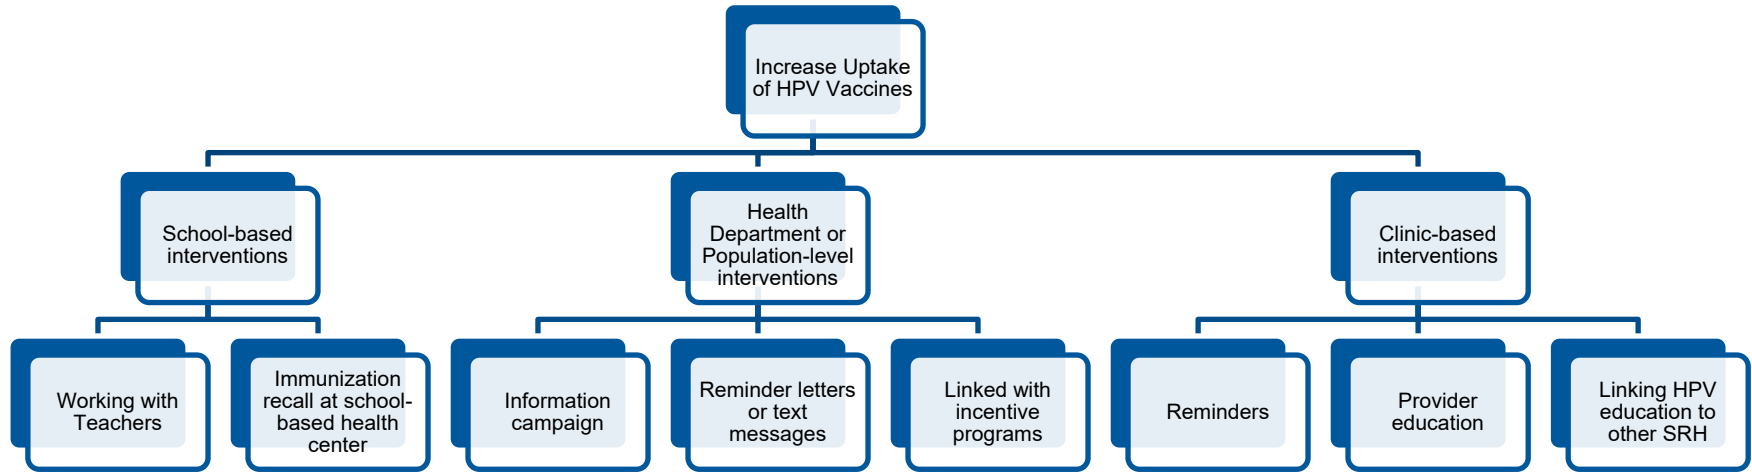 Increase Uptake
of HPV Vaccines
School-based
interventions
Health
Department or
Population-level
interventions
Clinic-based
interventions
Working with
Teachers
Immunization
recall at school-
based health
center
Information
campaign
Reminder letters
or text
messages
Linked with
incentive
programs
Reminders
Provider
education
Linking HPV
education to
other SRH